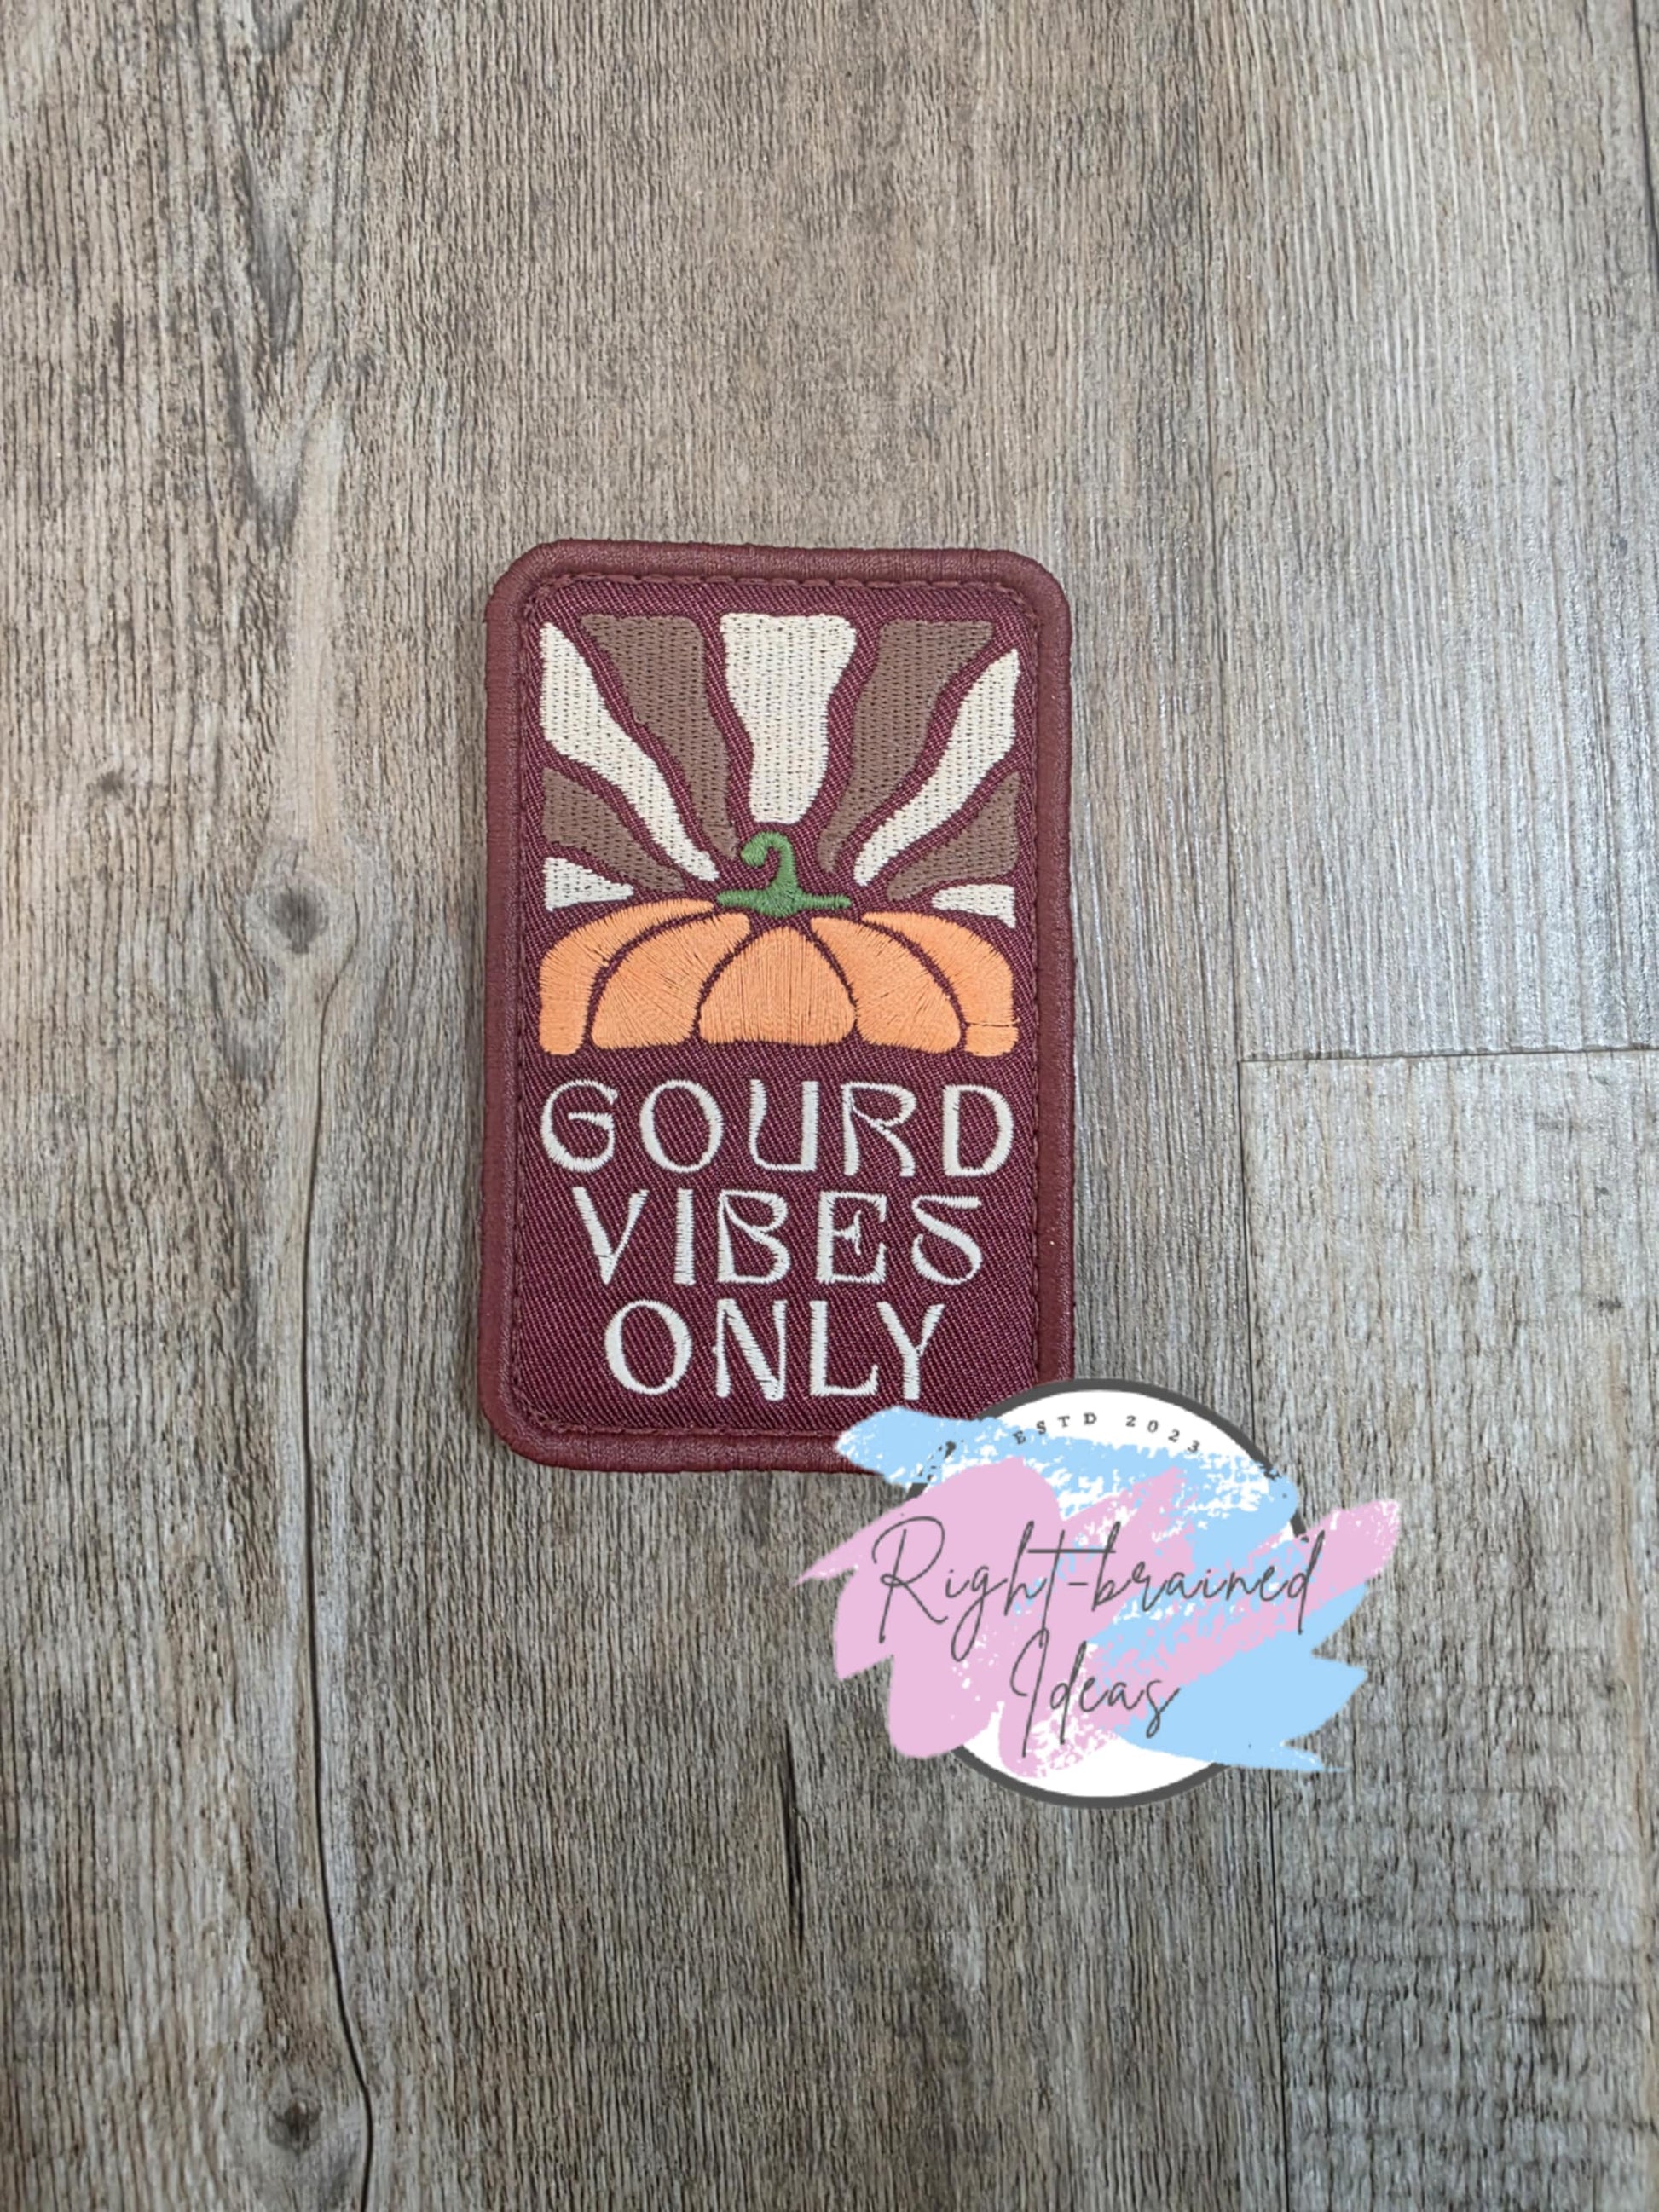 GOURD
VIBES
ONLY
ESTD 2023
Right-brained
Ideas